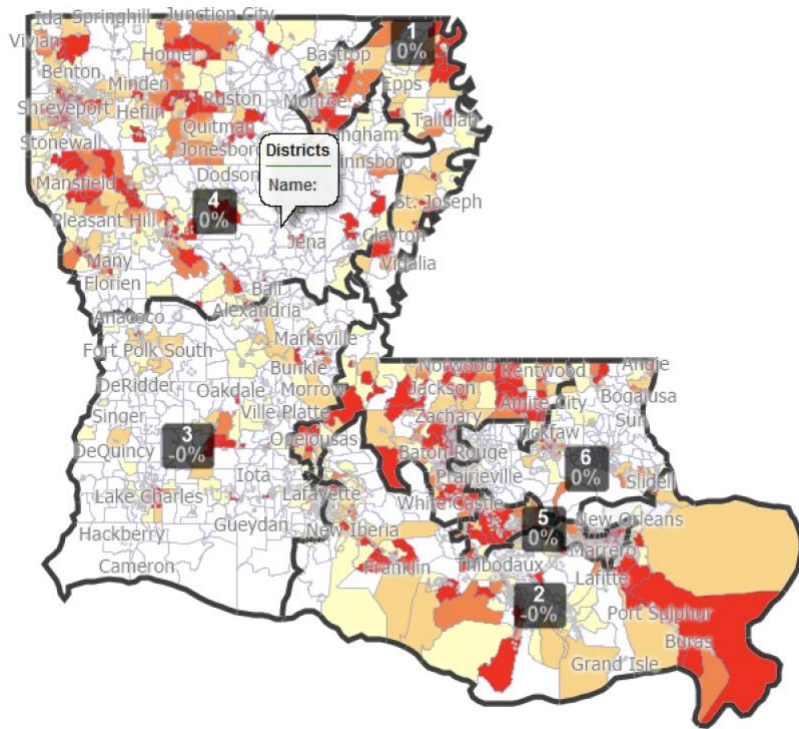 Ida Springhill Junction City
Vivian
Homer
Bastrop
1
0%
Benton
Minden
Epps
Shreveport Heflin
Ruston
Monroe
Tallulah
Stonewall
Quitman
Jonesboro
Districts
Name:
Mansfield
Dodson
St. Joseph
4
0%
Pleasant Hill
Jena
Clayton
Many
Vidalia
Florien
Ball
Anacoco
Alexandria
Fort Polk South
Marksville
Bunkie
Norwood
Kentwood
Angie
DeRidder
Oakdale
Morrow
Jackson
Bogalusa
Singer
Ville Platte
Zachary
Amite City
Sun
3
-0%
Opelousas
Tickfaw
DeQuincy
Baton Rouge
6
0%
Iota
Prairieville
Slidell
Lake Charles
Lafayette
White Castle
5
0%
New Orleans
Hackberry
Gueydan
New Iberia
Marrero
Cameron
Franklin
Thibodaux
Lafitte
2
-0%
Port Sulphur
Buras
Grand Isle